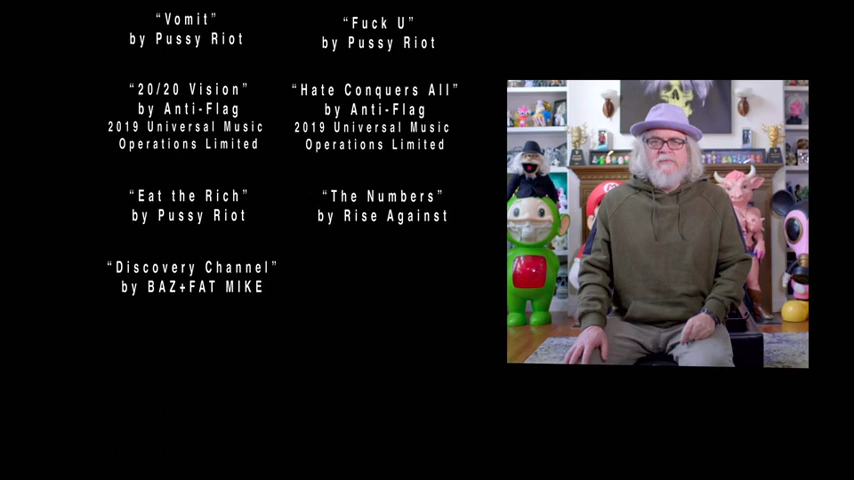 “Vomit”
by Pussy Riot
“Fuck U”
by Pussy Riot
“20/20 Vision”
by Anti-Flag
2019 Universal Music
Operations Limited
“Hate Conquers All”
by Anti-Flag
2019 Universal Music
Operations Limited
“Eat the Rich”
by Pussy Riot
“The Numbers”
by Rise Against
“Discovery Channel”
by BAZ+FAT MIKE